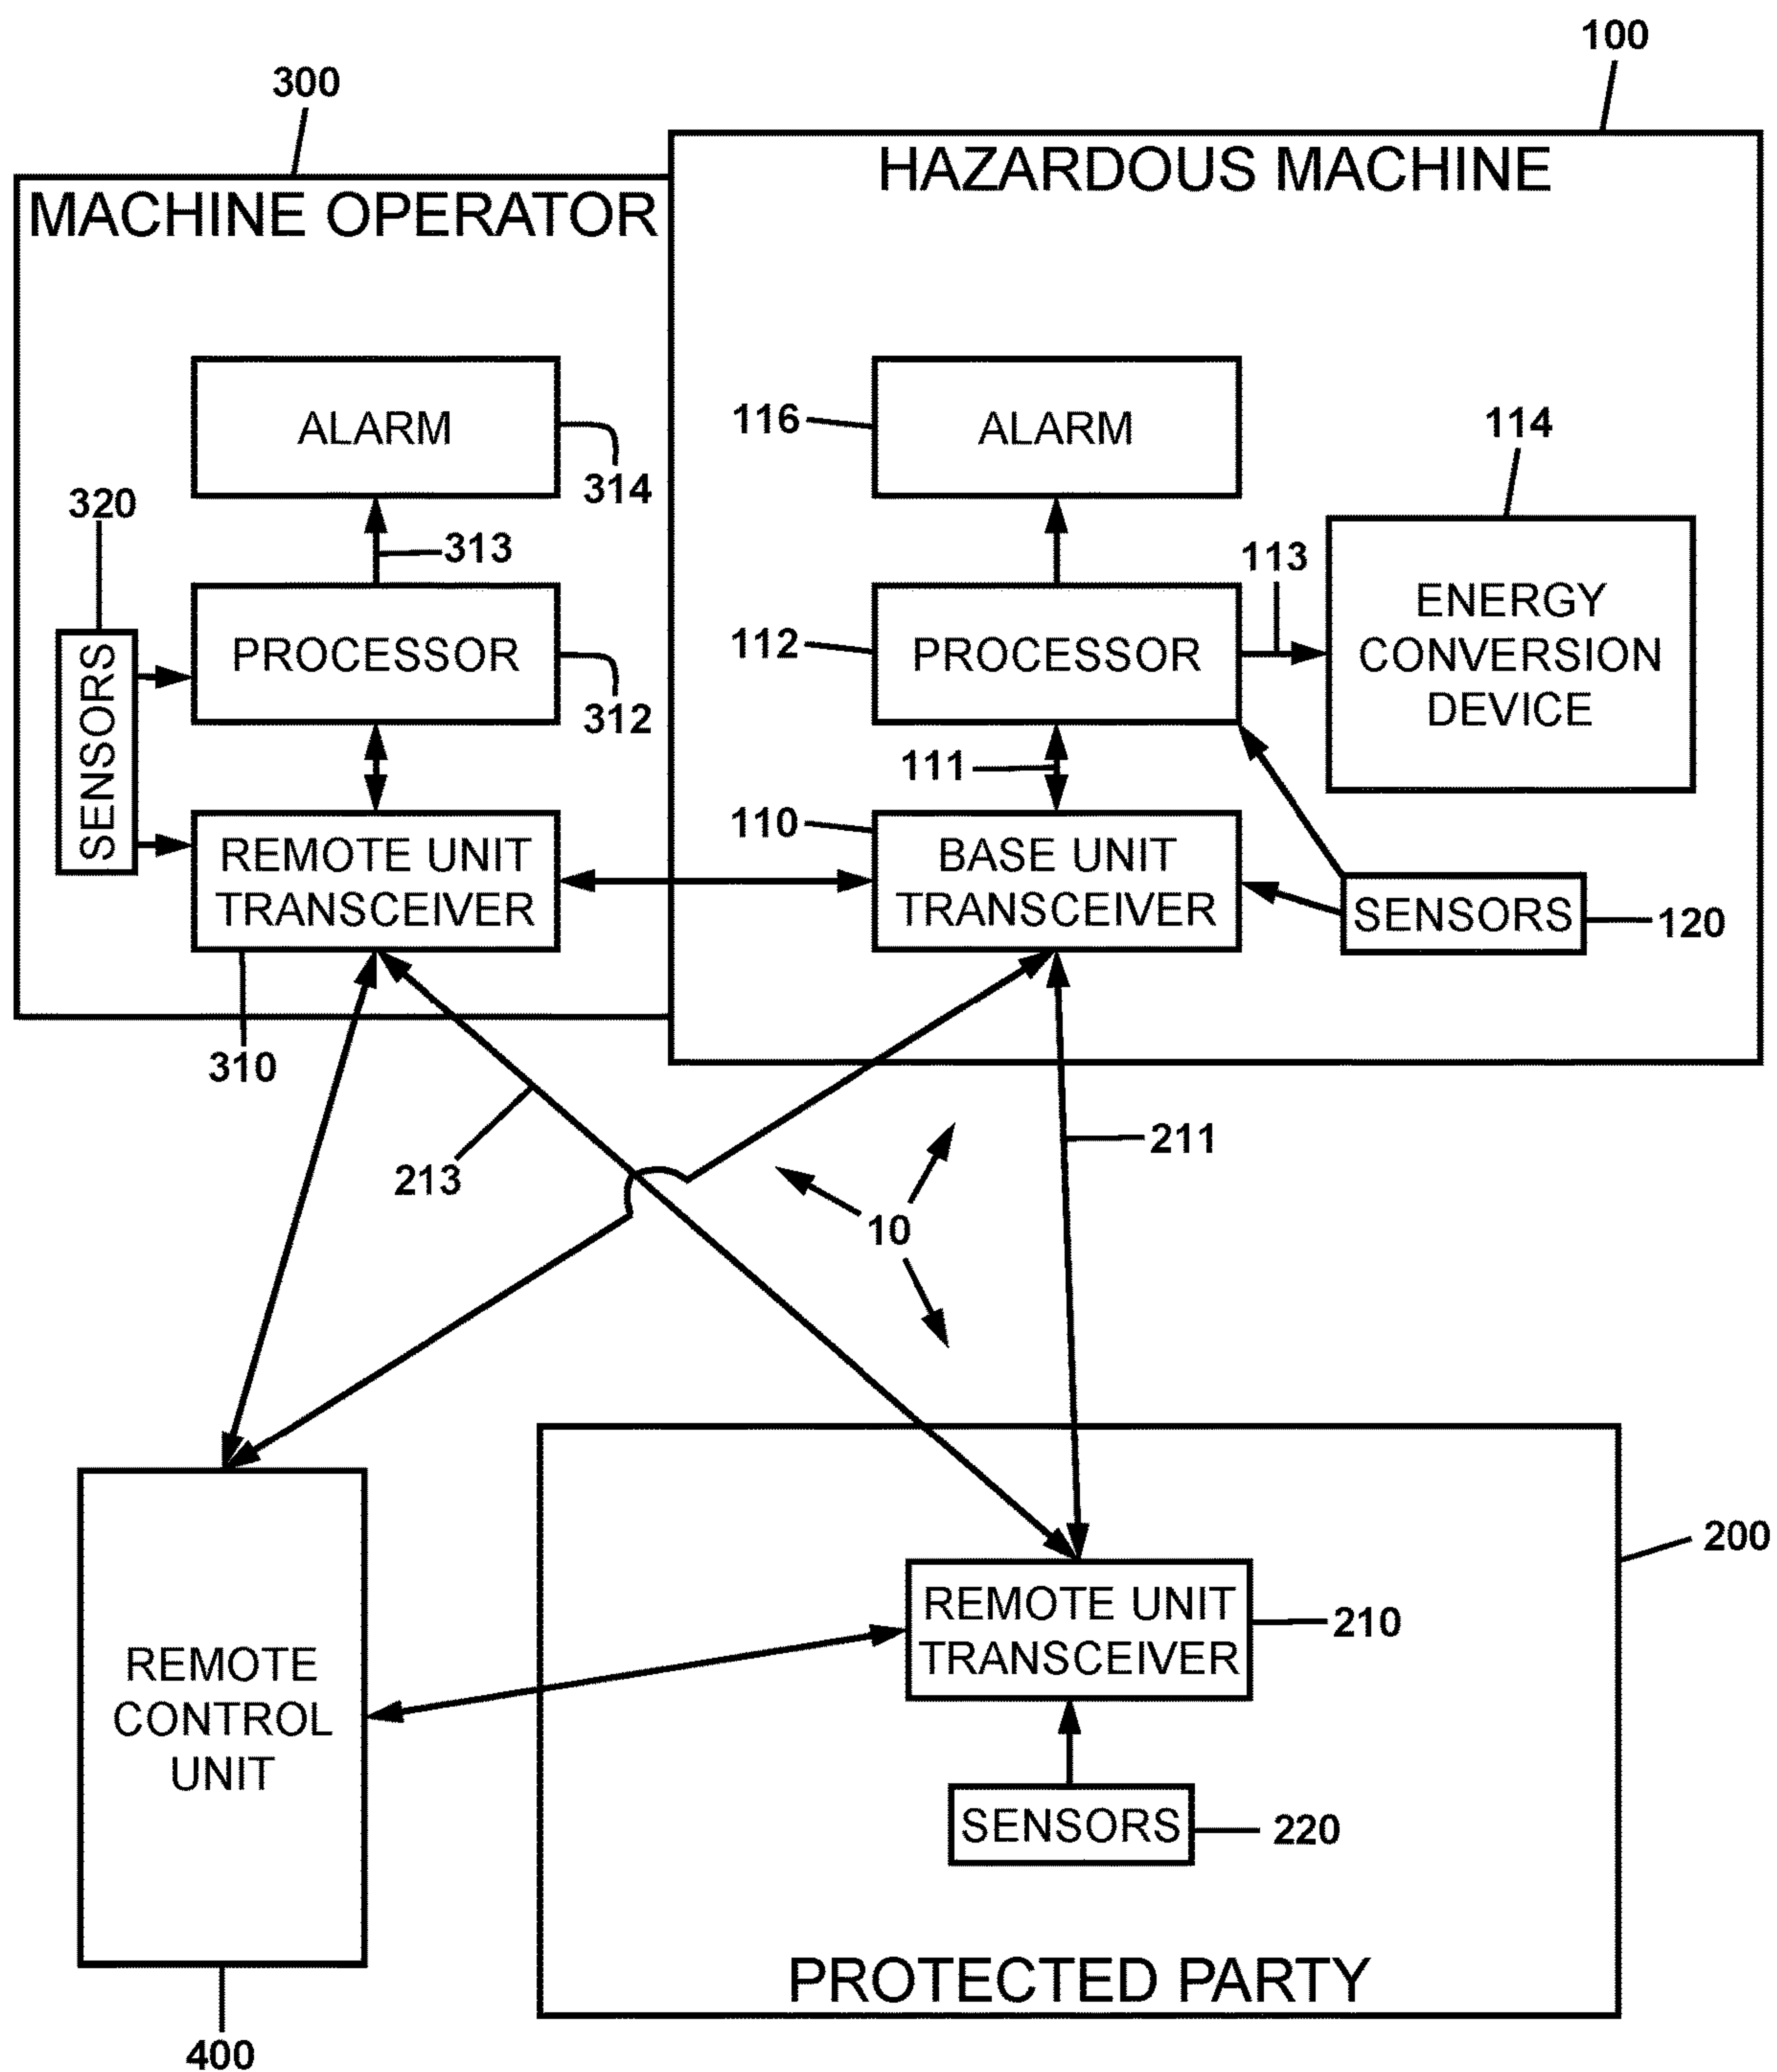 100
300
HAZARDOUS MACHINE
MACHINE OPERATOR
ALARM
314
116
ALARM
114
320
313
113
SENSORS
PROCESSOR
312
112
PROCESSOR
ENERGY
CONVERSION
DEVICE
111
110
REMOTE UNIT
TRANSCEIVER
BASE UNIT
TRANSCEIVER
SENSORS
120
310
213
211
10
200
REMOTE UNIT
TRANSCEIVER
210
REMOTE
CONTROL
UNIT
SENSORS
220
PROTECTED PARTY
400